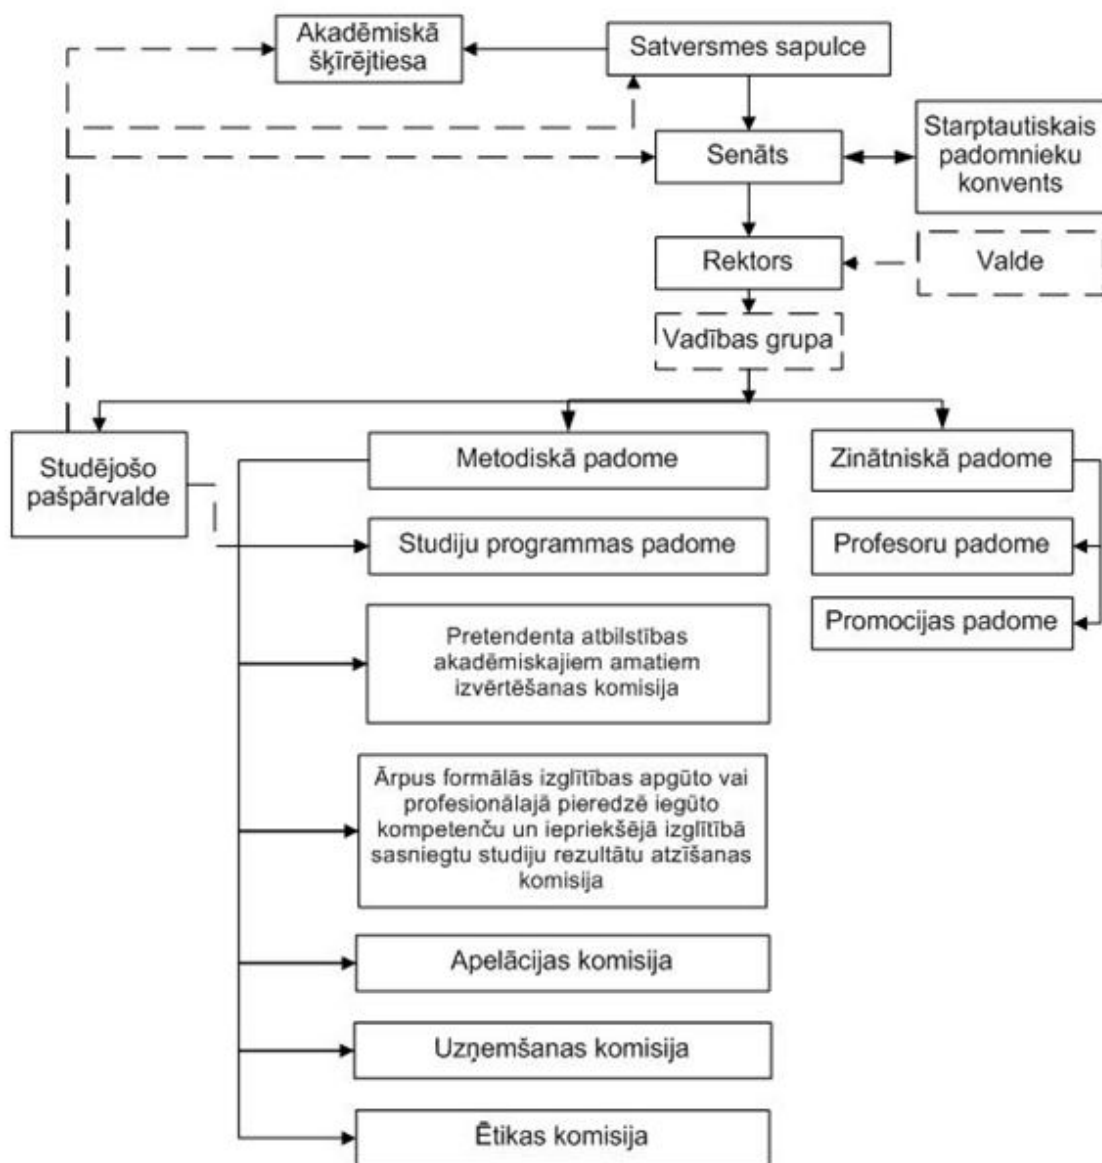 Akadēmiskā
šķīrējtiesa
Satversmes sapulce
Senāts
Starptautiskais
padomnieku
konvents
Rektors
Valde
Vadības grupa
Studējošo
pašpārvalde
Metodiskā padome
Zinātniskā padome
Studiju programmas padome
Profesoru padome
Promocijas padome
Pretendenta atbilstības
akadēmiskajiem amatiem
izvērtēšanas komisija
Ārpus formālās izglītības apgūto vai
profesionālajā pieredzē iegūto
kompetenču un iepriekšējā izglītībā
sasniegtu studiju rezultātu atzīšanas
komisija
Apelācijas komisija
Uzņemšanas komisija
Ētikas komisija